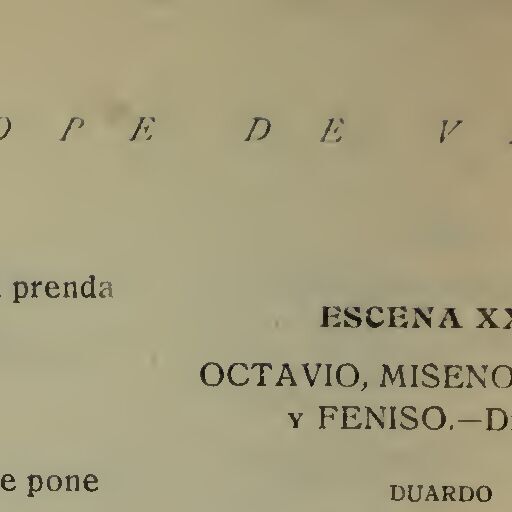 O P E D E V
prenda
e pone
ESCENA XX
OCTAVIO, MISENO
Y FENISO.—D
DUARDO